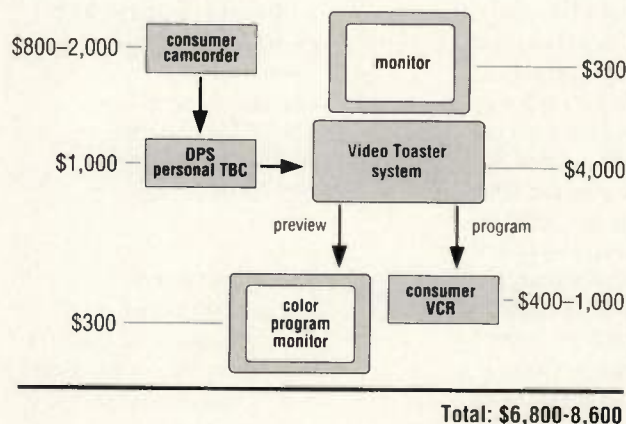 $800–2,000
consumer
camcorder
monitor
$300
$1,000
DPS
personal TBC
Video Toaster
system
$4,000
preview
program
$300
color
program
monitor
consumer
VCR
$400–1,000
Total: $6,800-8,600